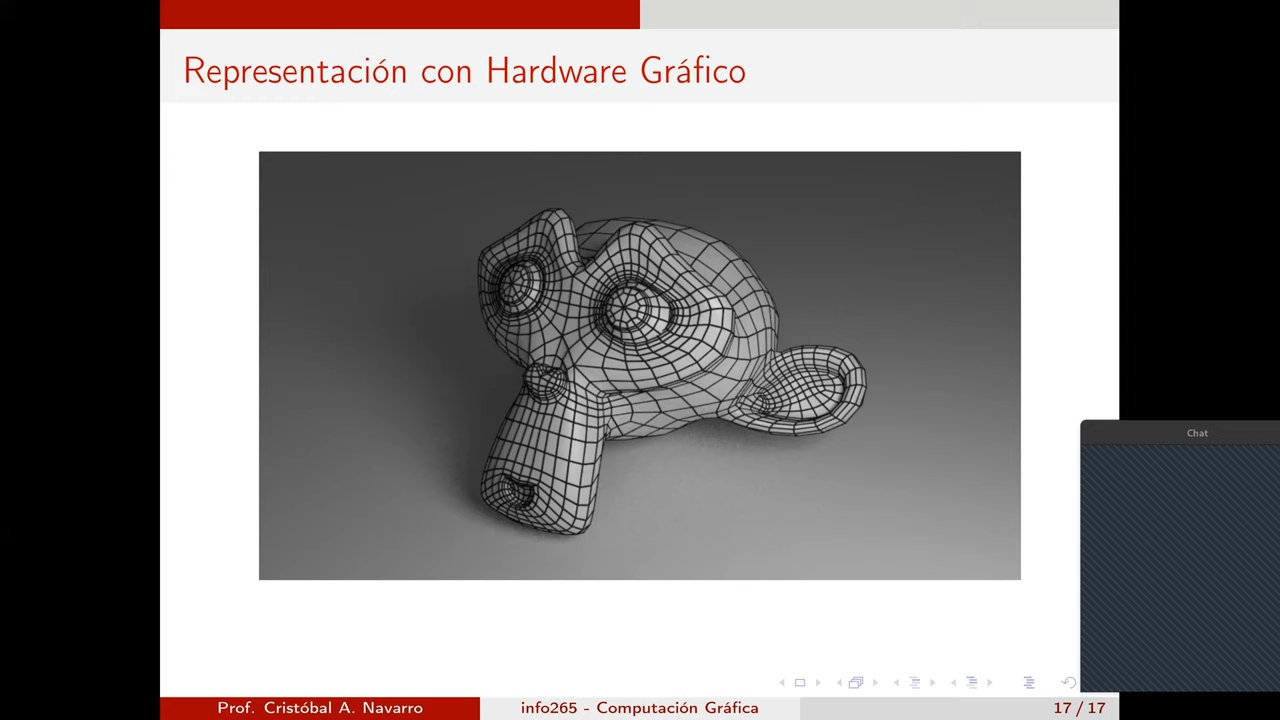 Representación con Hardware Gráfico
Chat
Prof. Cristóbal A. Navarro
info265 - Computación Gráfica
17 / 17